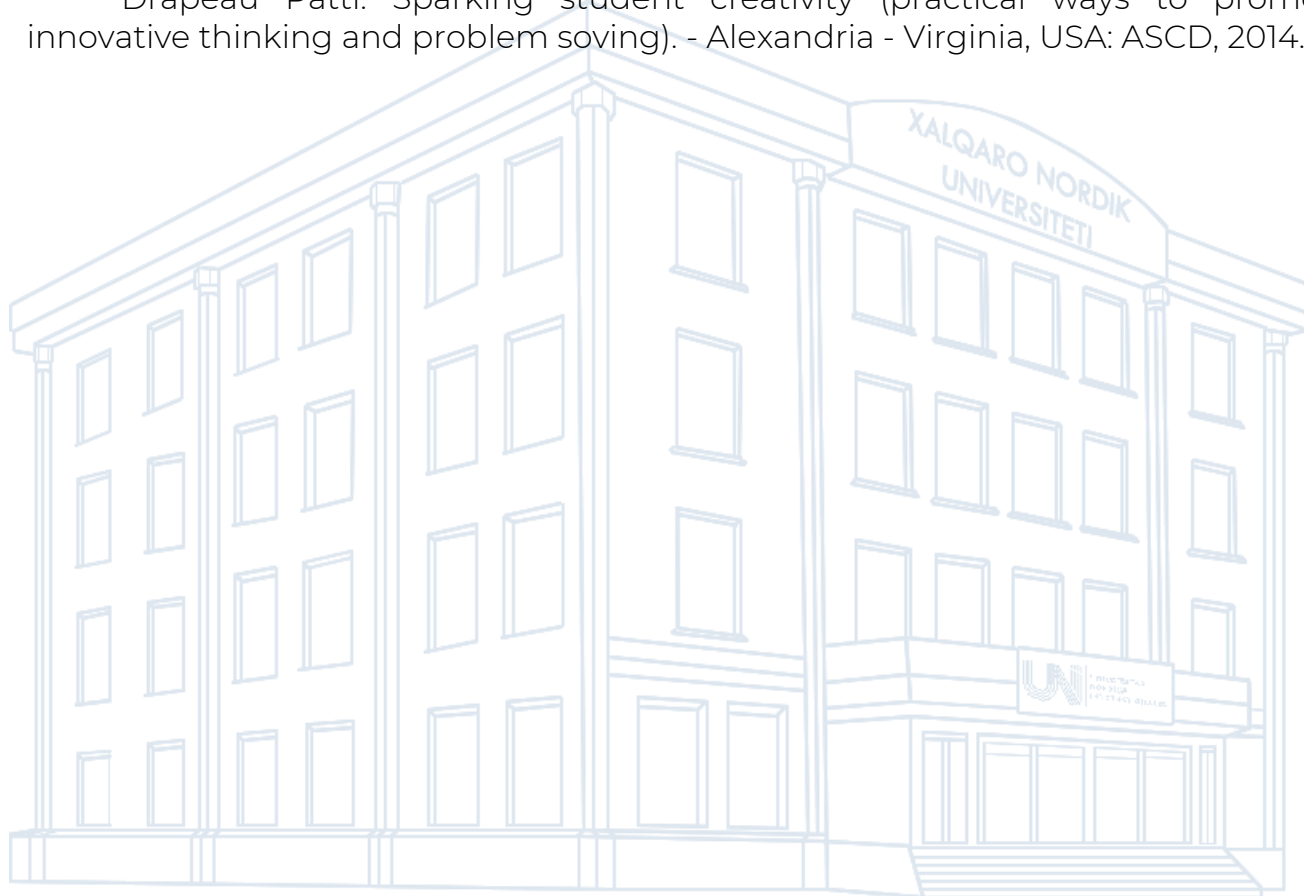 Drapeau Patti. Sparking student creativity (practical ways to promo
innovative thinking and problem soving). - Alexandria - Virginia, USA: ASCD, 2014.
XALQARO NORDIK
UNIVERSITETI
UNI